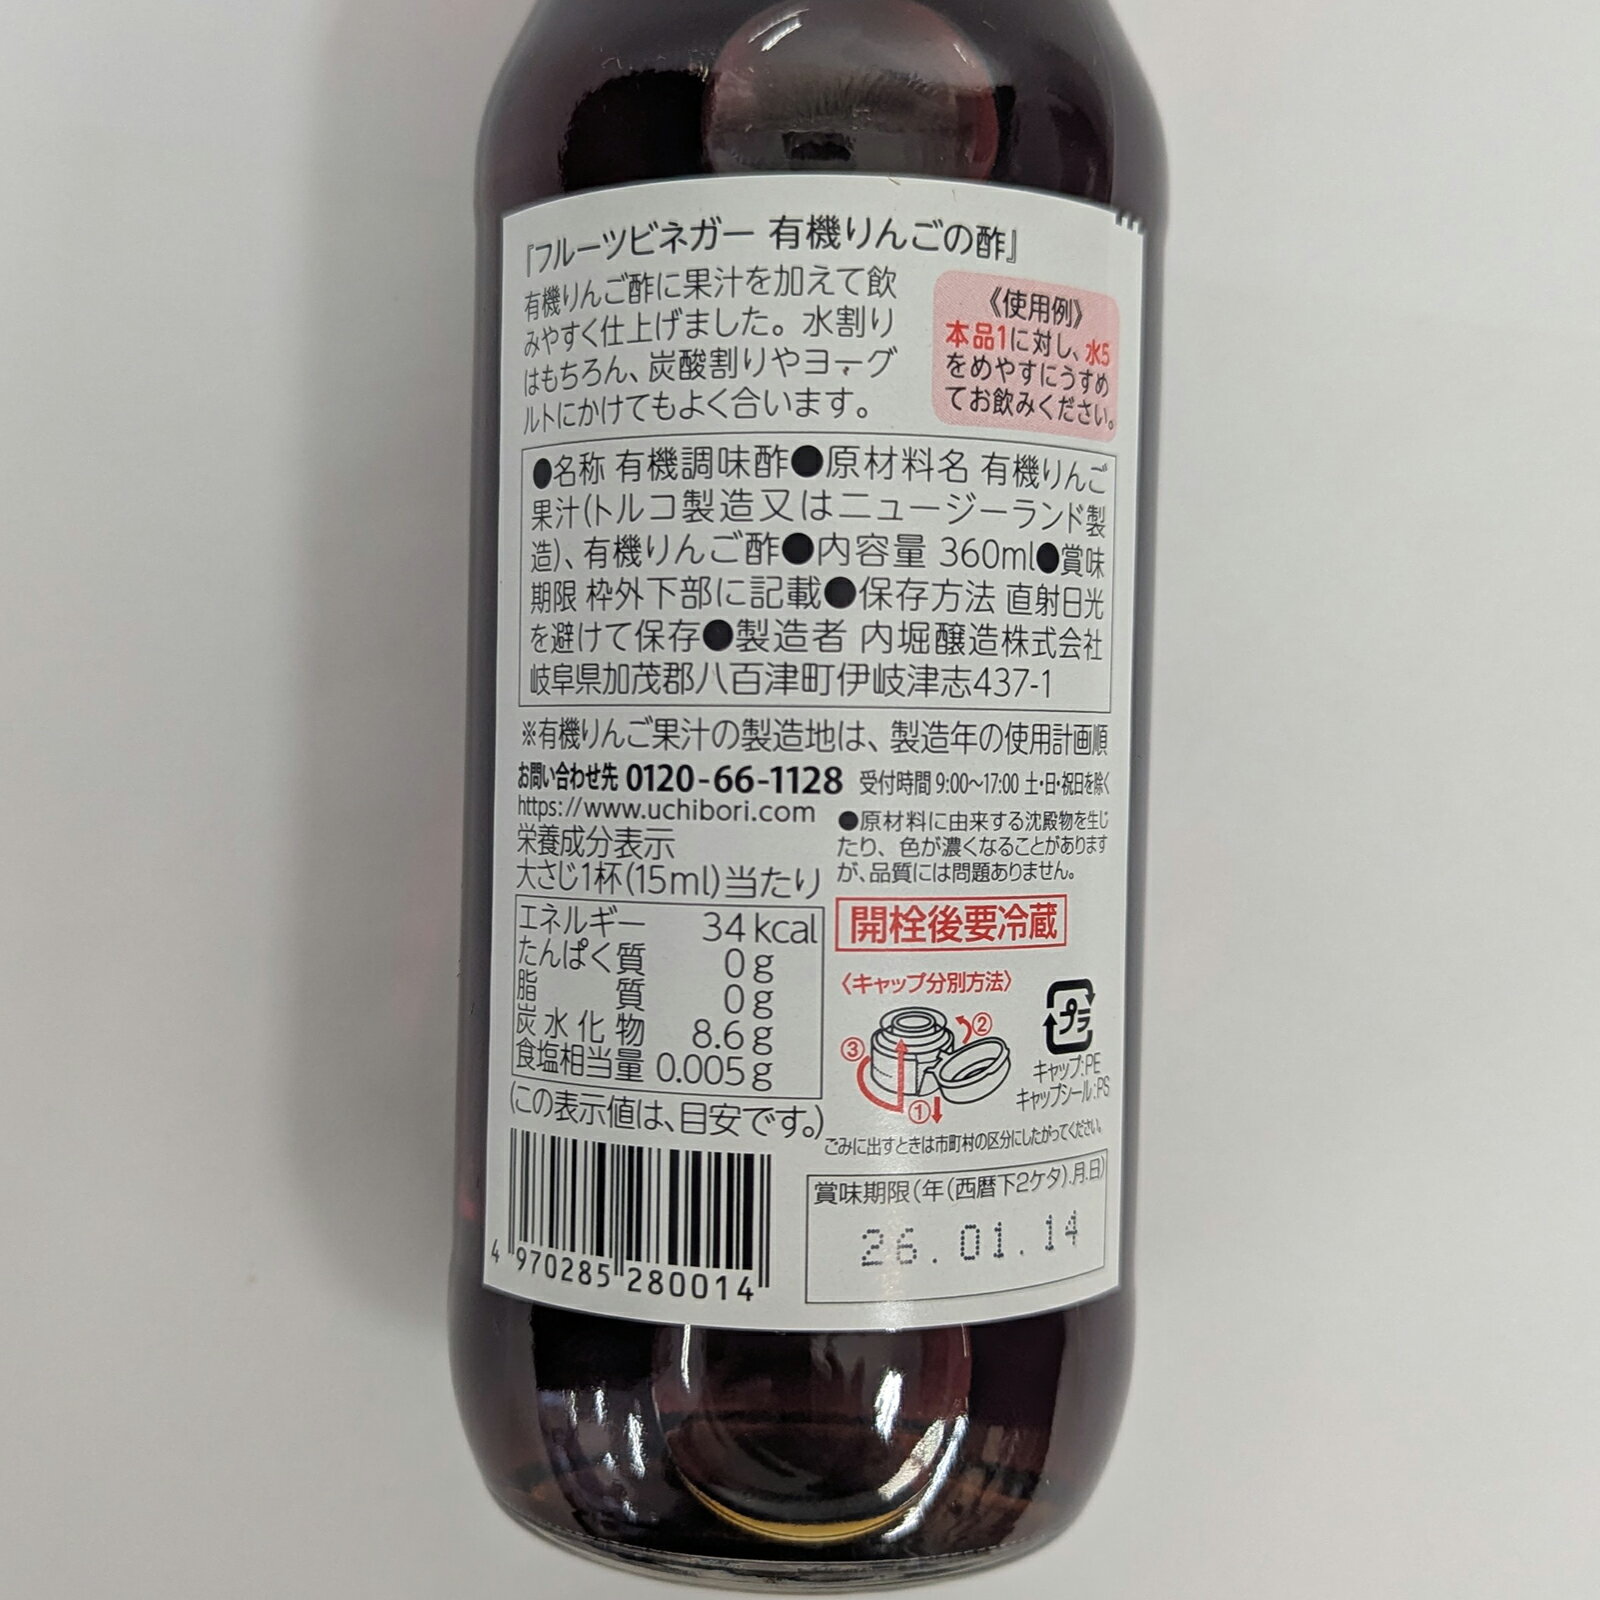 『フルーツビネガー 有機りんごの酢』
有機りんご酢に果汁を加えて飲
みやすく仕上げました。水割り
はもちろん、炭酸割りやヨーグ
ルトにかけてもよく合います。
《使用例》
本品1に対し、水5
をめやすにうすめ
てお飲みください。
●名称 有機調味酢●原材料名 有機りんご
果汁(トルコ製造又はニュージーランド製
造)、有機りんご酢●内容量 360ml●賞味
期限 枠外下部に記載●保存方法 直射日光
を避けて保存●製造者 内堀醸造株式会社
岐阜県加茂郡八百津町伊岐津志437-1
※有機りんご果汁の製造地は、製造年の使用計画順
お問い合わせ先 0120-66-1128 受付時間 9:00〜17:00 土・日・祝日を除く
https://www.uchibori.com
●原材料に由来する沈殿物を生じ
たり、色が濃くなることがあります
が、品質には問題ありません。
栄養成分表示
大さじ1杯(15ml)当たり
エネルギー 34kcal
たんぱく質 0g
脂質 0g
炭水化物 8.6g
食塩相当量 0.005g
(この表示値は、目安です。)
開栓後要冷蔵
〈キャップ分別方法〉
②
③
①
プラ
キャップ:PE
キャップシール:PS
ごみに出すときは市町村の区分にしたがってください。
賞味期限(年(西暦下2ケタ).月.日)
26.01.14
4 970285 280014